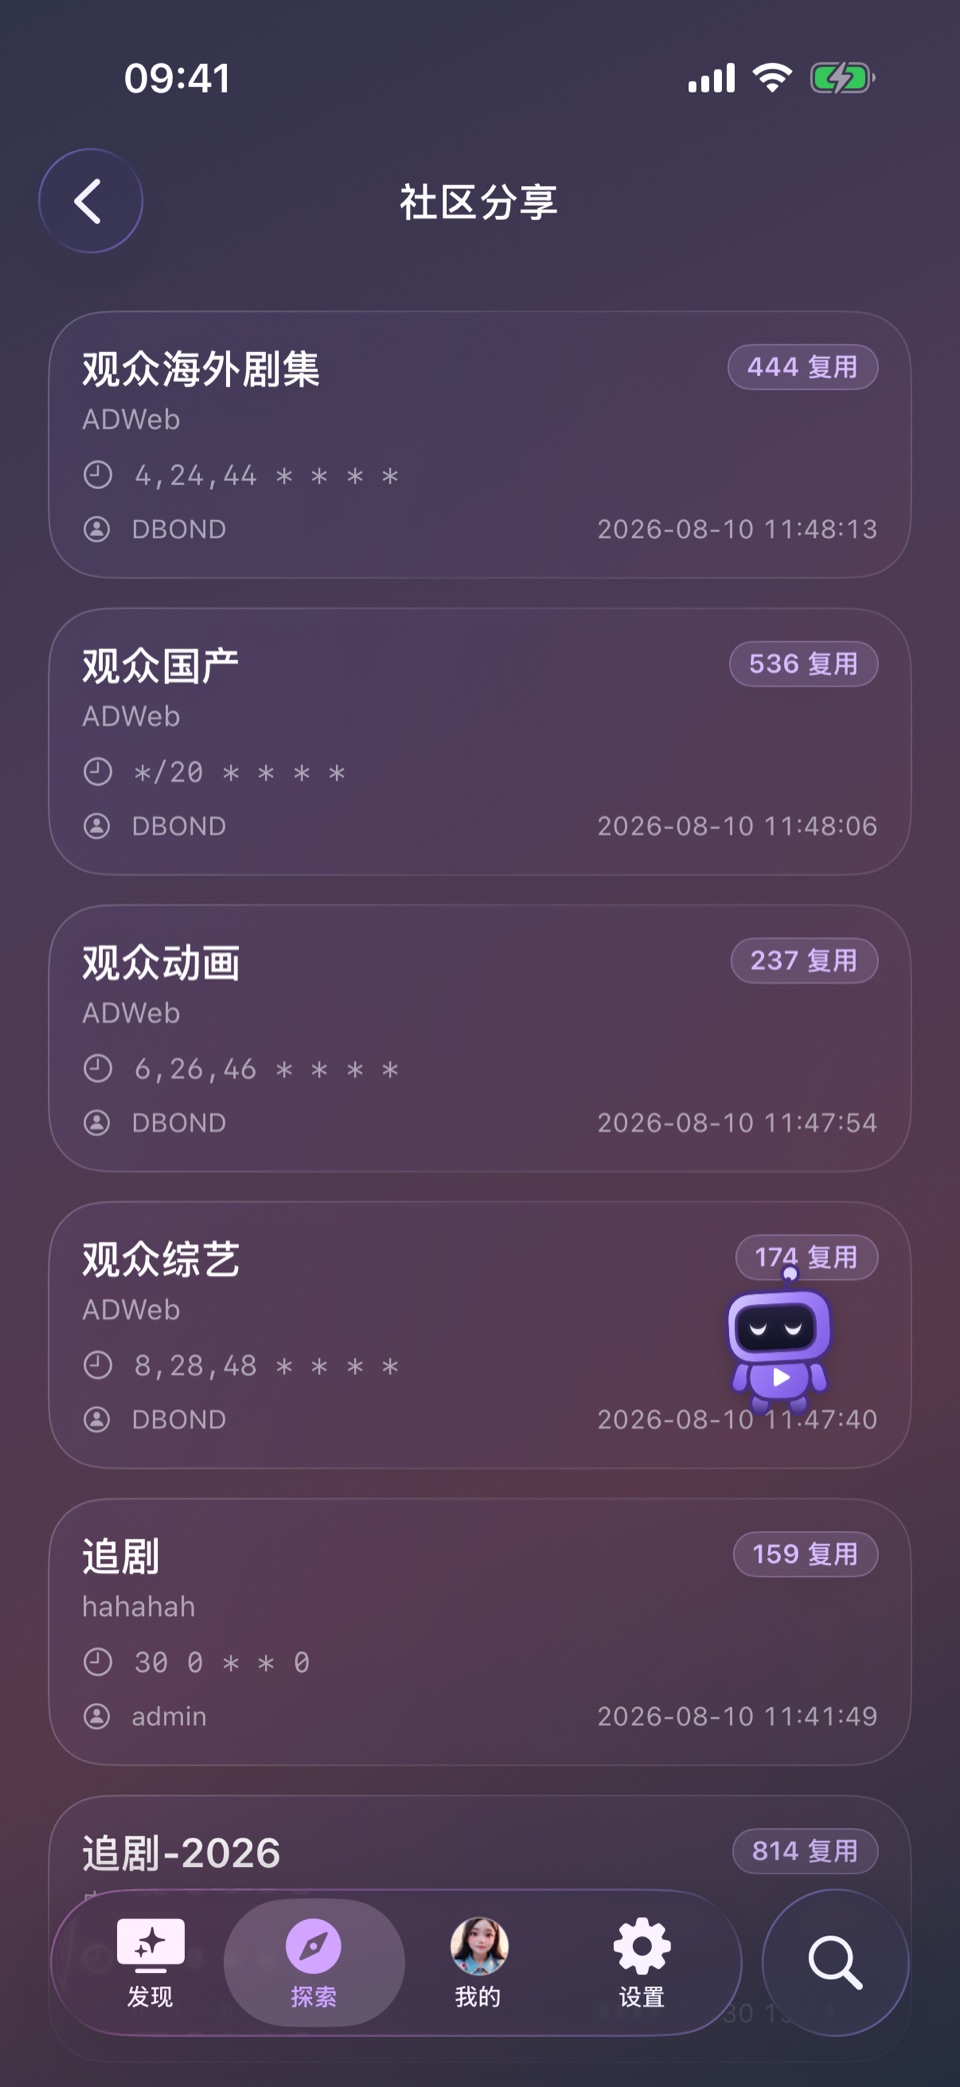 09:41
社区分享
观众海外剧集
444 复用
ADWeb
4,24,44 * * * *
DBOND
2026-08-10 11:48:13
观众国产
536 复用
ADWeb
*/20 * * * *
DBOND
2026-08-10 11:48:06
观众动画
237 复用
ADWeb
6,26,46 * * * *
DBOND
2026-08-10 11:47:54
观众综艺
174 复用
ADWeb
8,28,48 * * * *
DBOND
2026-08-10 11:47:40
追剧
159 复用
hahahah
30 0 * * 0
admin
2026-08-10 11:41:49
追剧-2026
814 复用
发现
探索
我的
设置